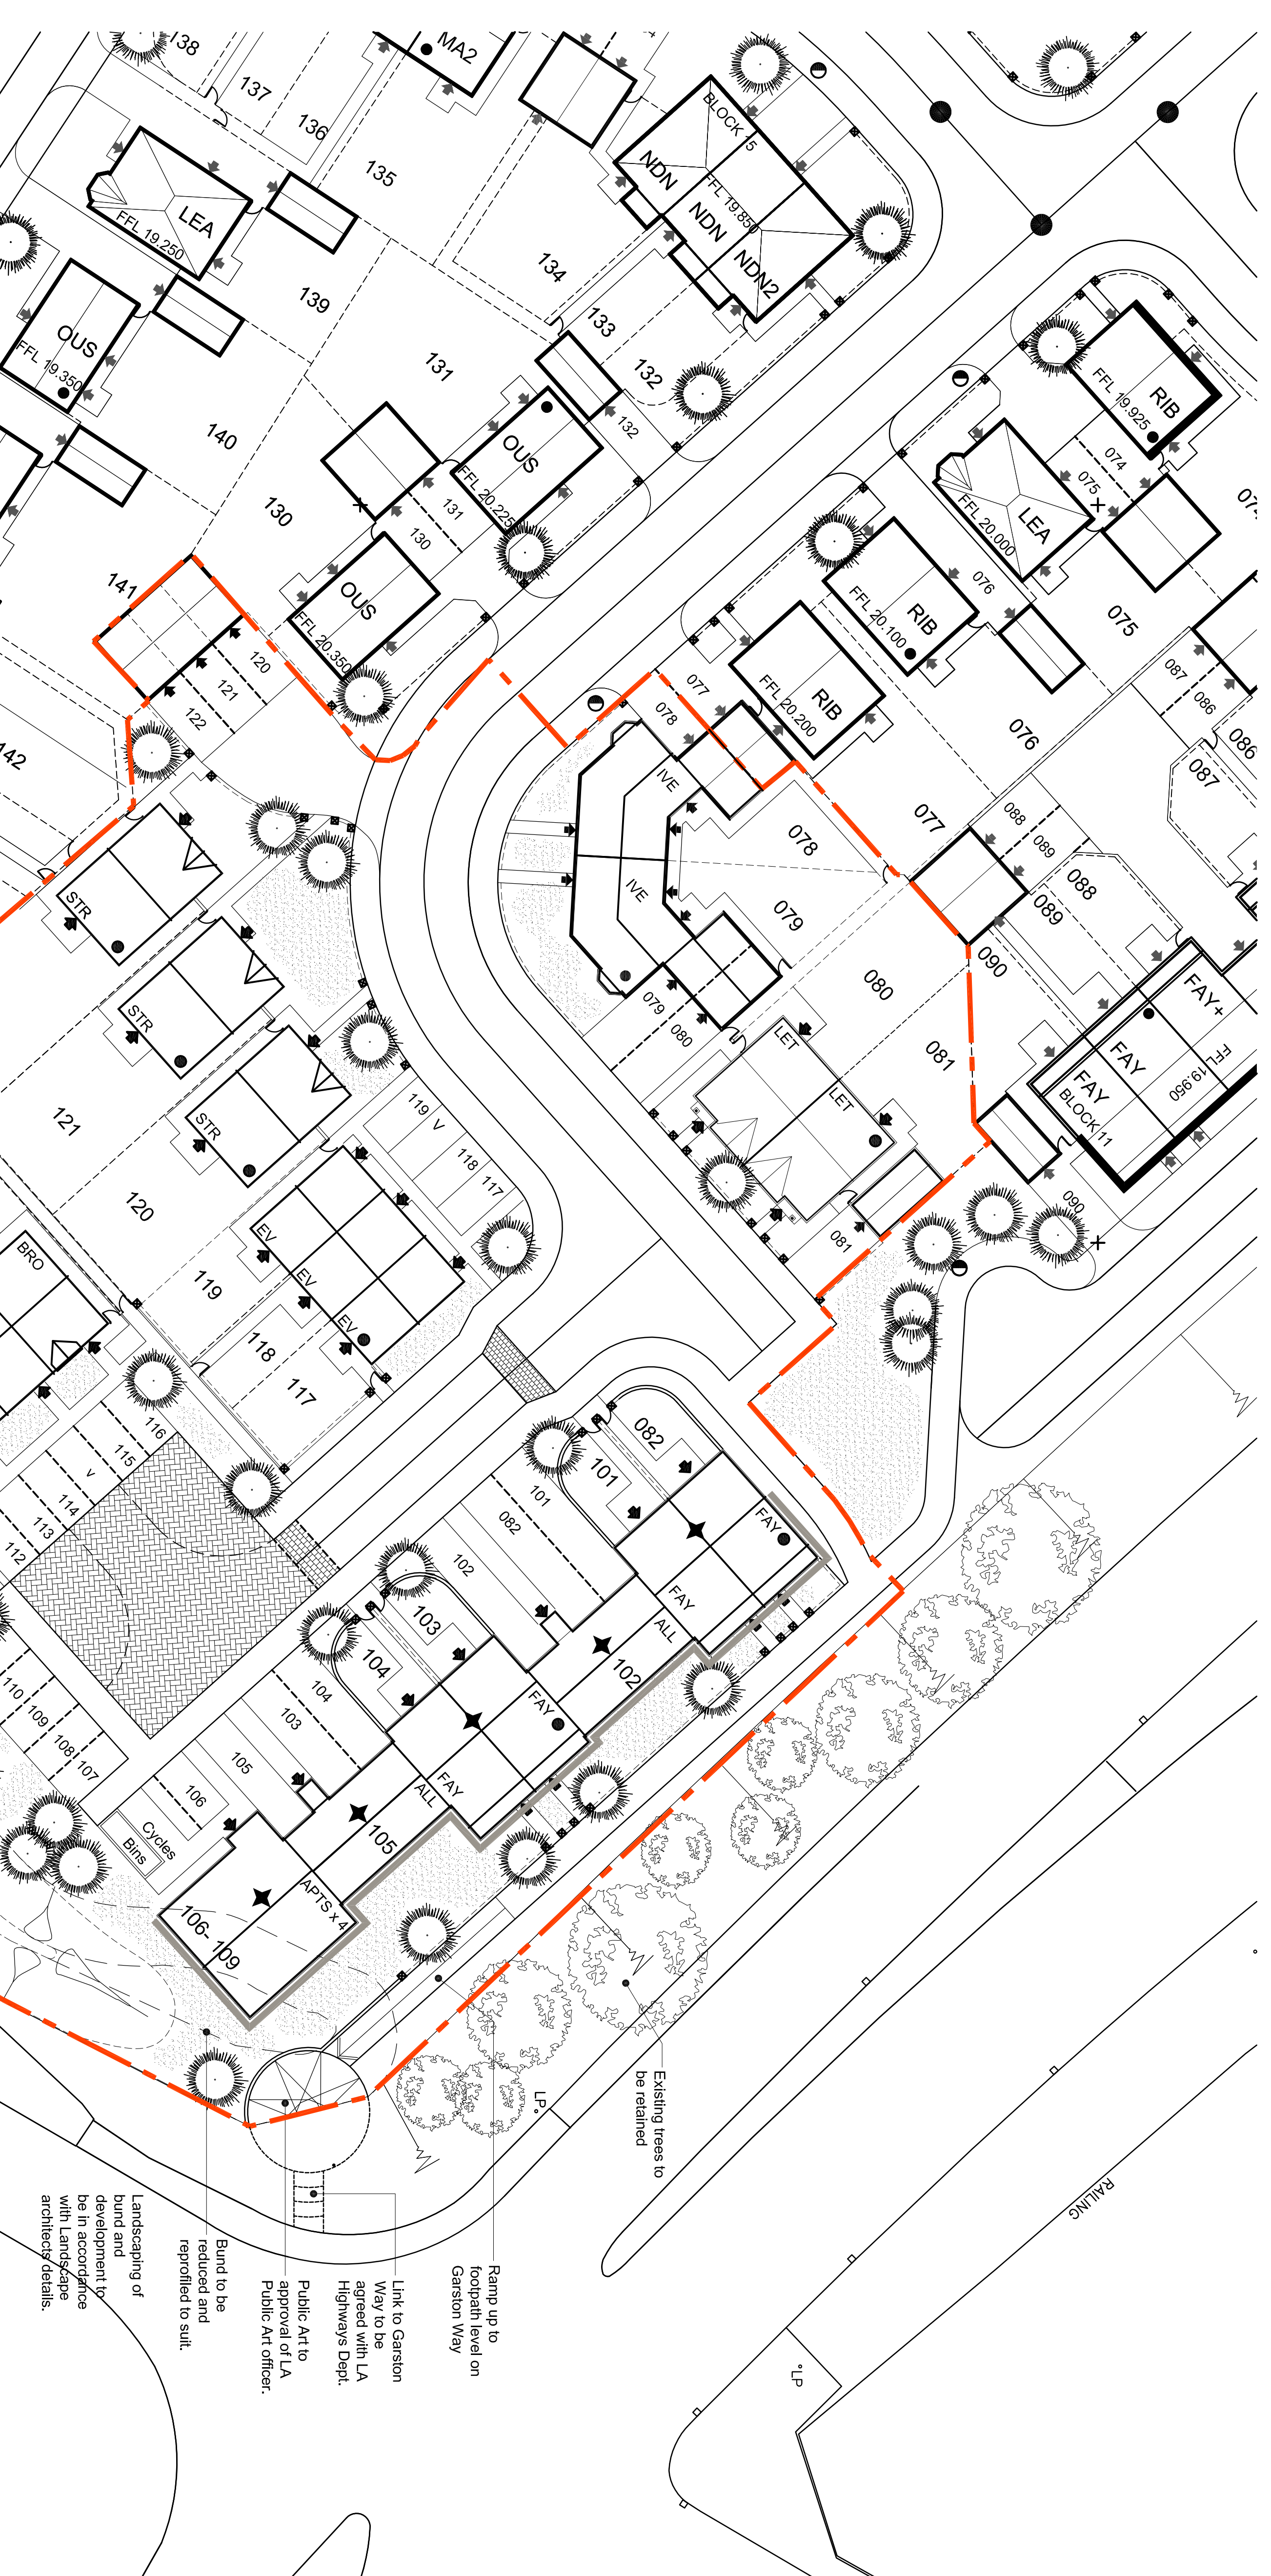 138
137
136
135
MA2
BLOCK 15
NDN
FFL 19.850
NDN
NDN2
LEA
FFL 19.250
139
134
133
132
132
131
OUS
FFL 19.350
140
OUS
FFL 20.225
131
130
130
OUS
FFL 20.350
141
142
120
121
122
RIB
FFL 19.925
074
075
LEA
FFL 20.000
075
076
RIB
FFL 20.100
RIB
FFL 20.200
076
077
077
078
087
086
086
087
088
089
088
089
090
078
079
080
081
IVE
IVE
079
080
LET
LET
081
FAY+
FAY
FAY
FFL 19.950
BLOCK 11
090
STR
STR
STR
121
120
119
118
117
119
V
118
117
EV
EV
EV
BRO
116
115
V
114
113
112
110
109
108
107
082
101
101
082
102
103
104
104
103
105
106
FAY
FAY
ALL
102
FAY
FAY
ALL
105
APTS x 4
106- 109
Cycles
Bins
Existing trees to
be retained
LP
RAILING
LP
Ramp up to
footpath level on
Garston Way
Link to Garston
Way to be
agreed with LA
Highways Dept.
Public Art to
approval of LA
Public Art officer.
Bund to be
reduced and
reprofiled to suit.
Landscaping of
bund and
development to
be in accordance
with Landscape
architects details.